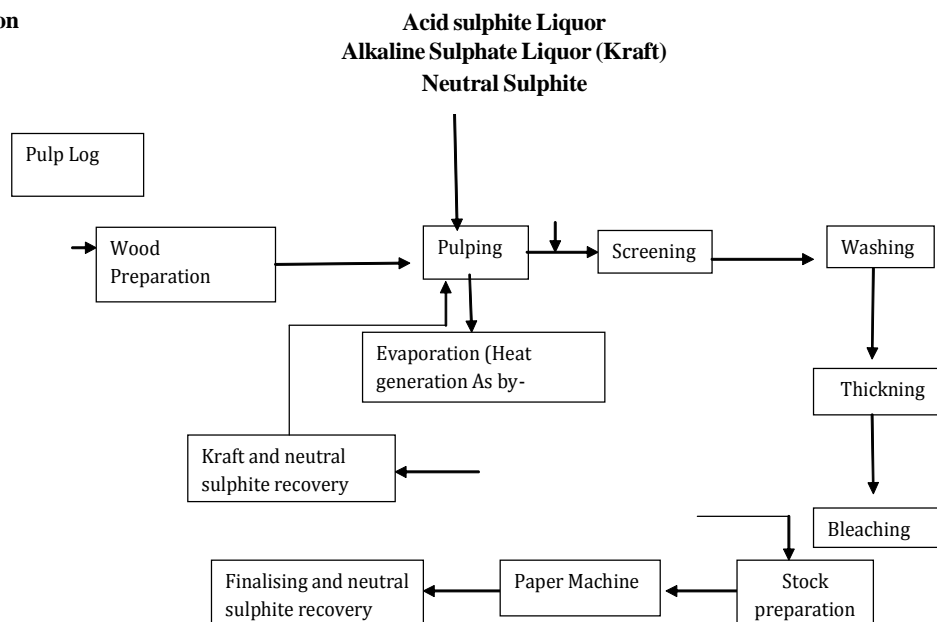 on
Acid sulphite Liquor
Alkaline Sulphate Liquor (Kraft)
Neutral Sulphite
Pulp Log
Wood
Preparation
Pulping
Screening
Washing
Evaporation (Heat
generation As by-
Thickning
Kraft and neutral
sulphite recovery
Bleaching
Finalising and neutral
sulphite recovery
Paper Machine
Stock
preparation